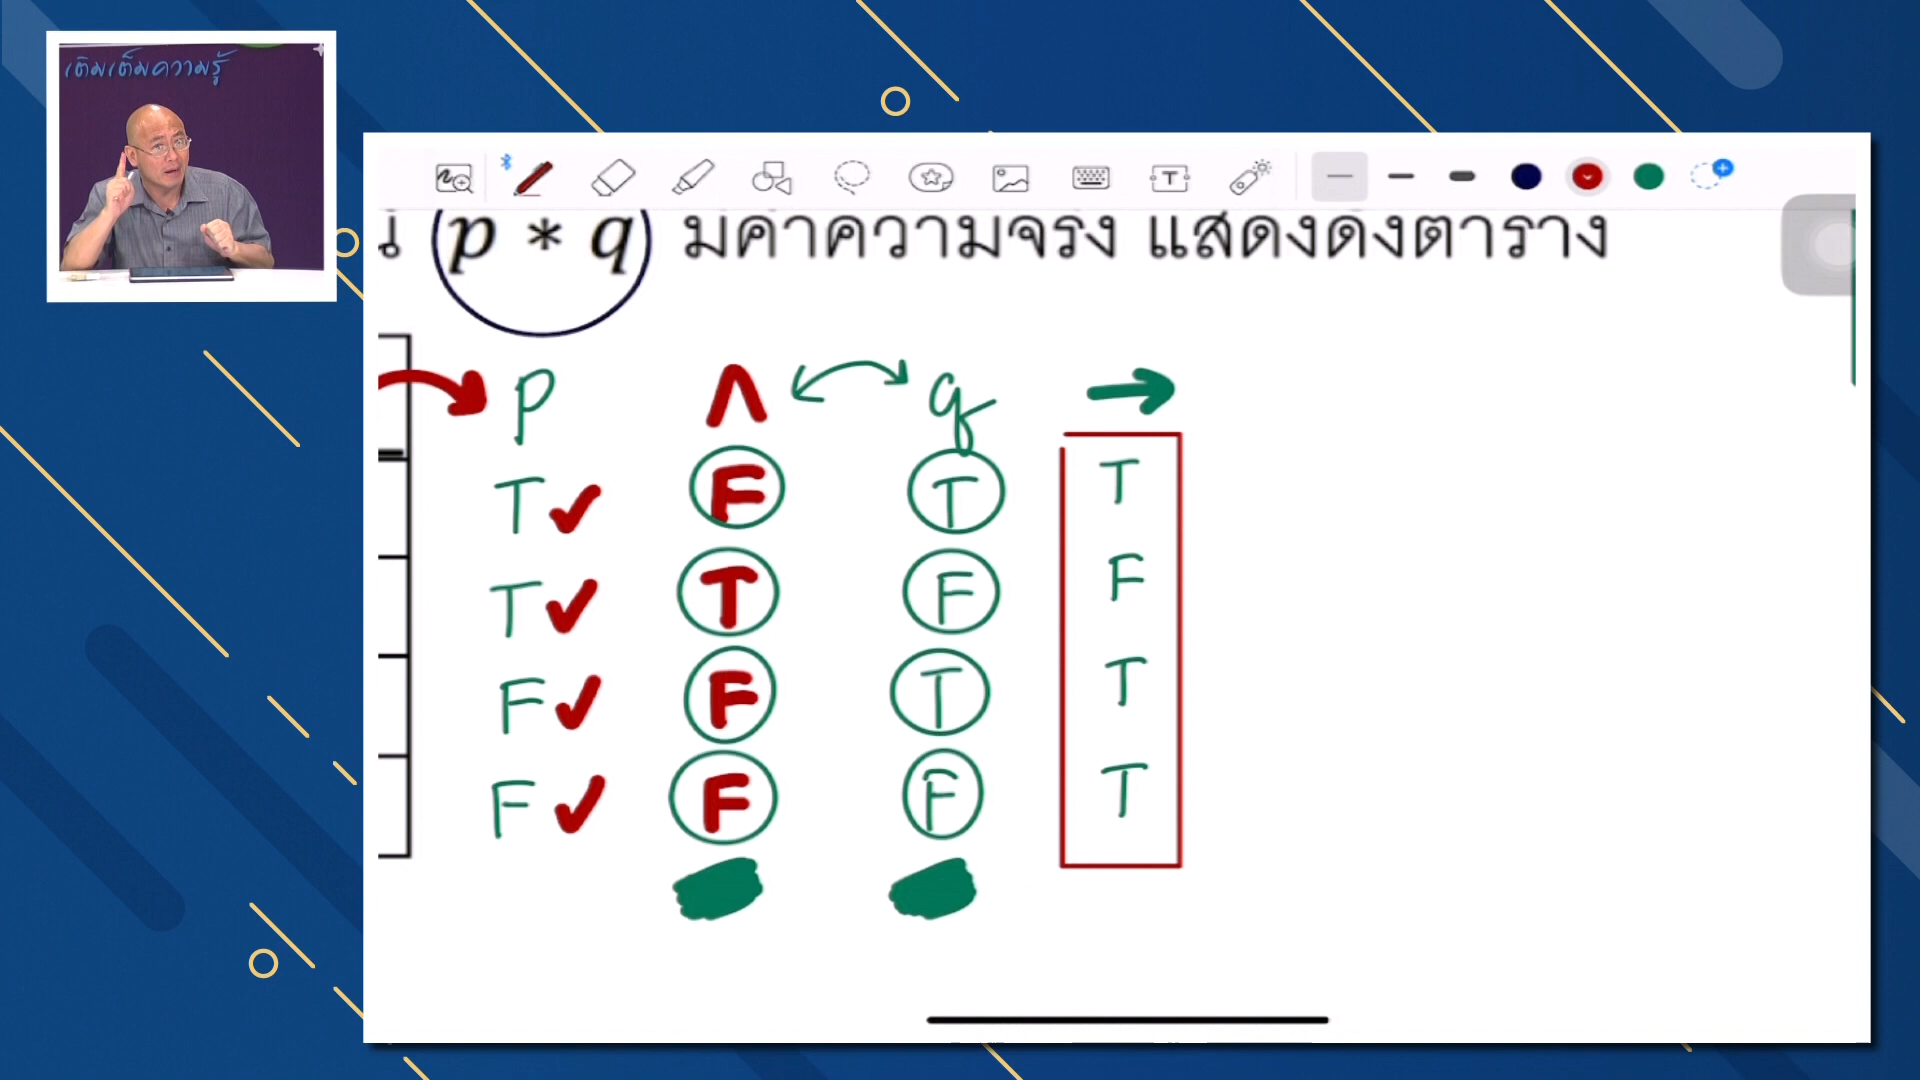 เติมเต็มความรู้
p * q มีค่าความจริง แสดงดังตาราง
p ∧ q →
T ✓ F T T
T ✓ T F F
F ✓ F T T
F ✓ F F T